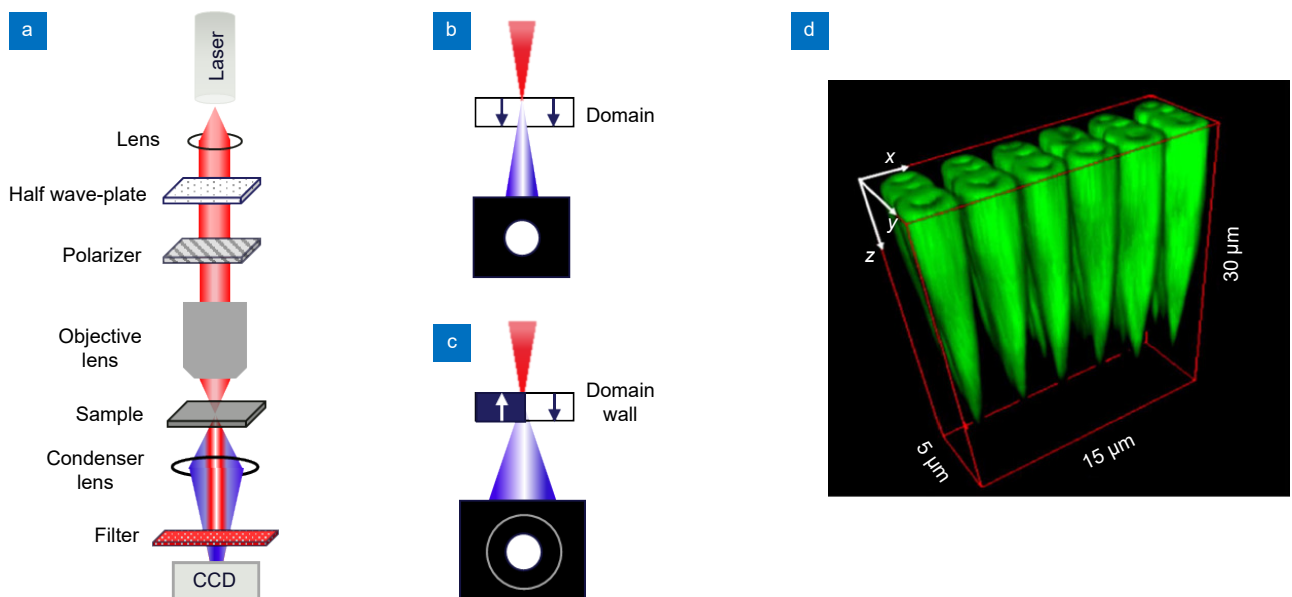 a
Laser
Lens
Half wave-plate
Polarizer
Objective
lens
Sample
Condenser
lens
Filter
CCD
b
Domain
c
Domain
wall
d
x
y
z
30 μm
15 μm
5 μm